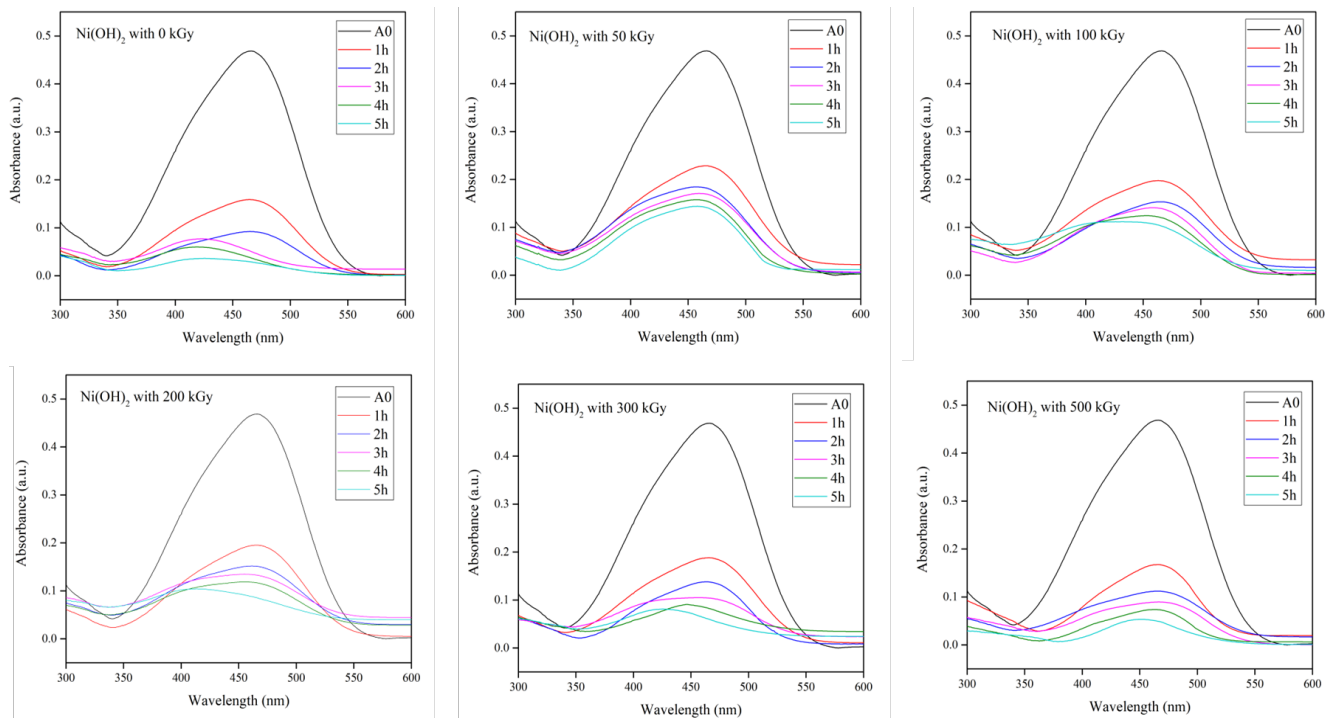 Ni(OH)2 with 0 kGy
A0
1h
2h
3h
4h
5h
Absorbance (a.u.)
0.5
0.4
0.3
0.2
0.1
0.0
300 350 400 450 500 550 600
Wavelength (nm)
Ni(OH)2 with 50 kGy
A0
1h
2h
3h
4h
5h
Absorbance (a.u.)
0.5
0.4
0.3
0.2
0.1
0.0
300 350 400 450 500 550 600
Wavelength (nm)
Ni(OH)2 with 100 kGy
A0
1h
2h
3h
4h
5h
Absorbance (a.u.)
0.5
0.4
0.3
0.2
0.1
0.0
300 350 400 450 500 550 600
Wavelength (nm)
Ni(OH)2 with 200 kGy
A0
1h
2h
3h
4h
5h
Absorbance (a.u.)
0.5
0.4
0.3
0.2
0.1
0.0
300 350 400 450 500 550 600
Wavelength (nm)
Ni(OH)2 with 300 kGy
A0
1h
2h
3h
4h
5h
Absorbance (a.u.)
0.5
0.4
0.3
0.2
0.1
0.0
300 350 400 450 500 550 600
Wavelength (nm)
Ni(OH)2 with 500 kGy
A0
1h
2h
3h
4h
5h
Absorbance (a.u.)
0.5
0.4
0.3
0.2
0.1
0.0
300 350 400 450 500 550 600
Wavelength (nm)